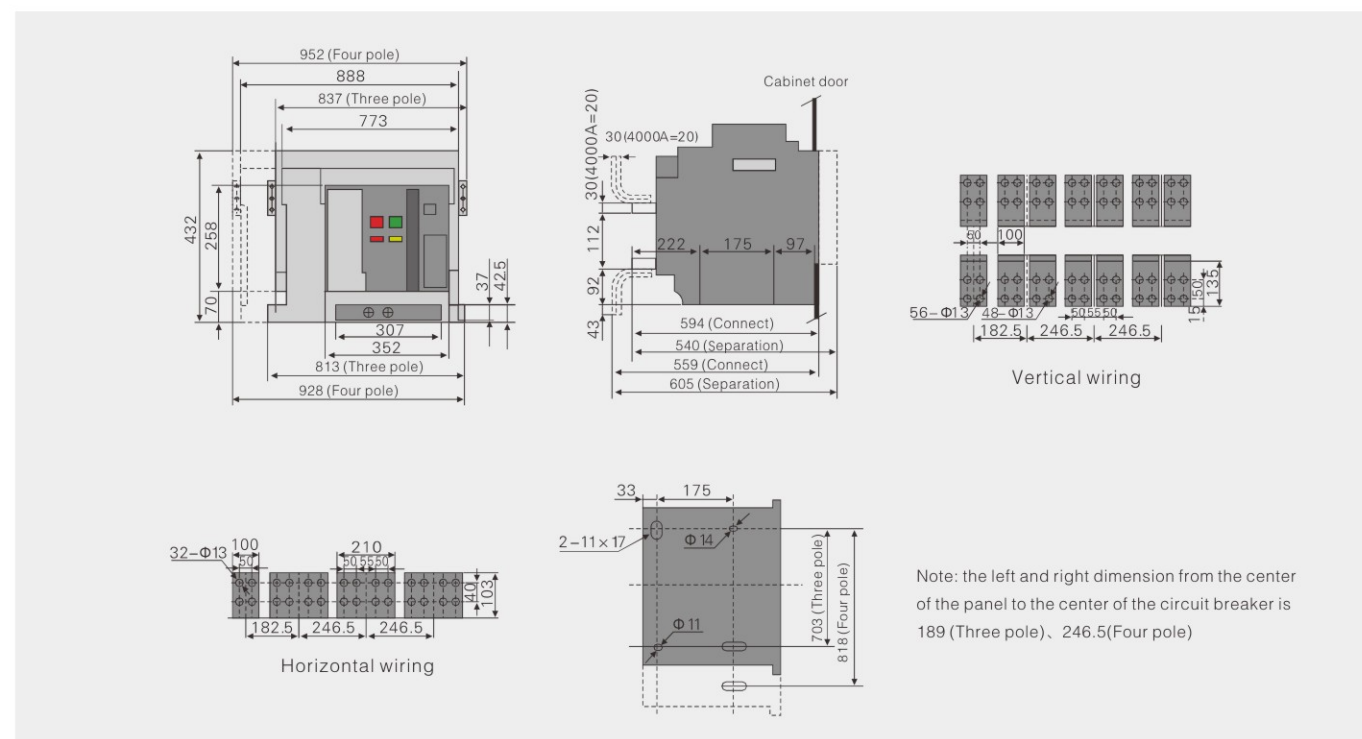 952 (Four pole)
888
837 (Three pole)
773
432
258
70
37
42.5
307
352
813 (Three pole)
928 (Four pole)
Cabinet door
30(4000A=20)
30 (4000A=20)
112
92
43
222
175
97
594 (Connect)
540 (Separation)
559 (Connect)
605 (Separation)
50
100
135
50
15
56-Φ13
48-Φ13
50
55
50
182.5
246.5
246.5
Vertical wiring
32-Φ13
100
50
210
50
55
50
40
103
182.5
246.5
246.5
Horizontal wiring
33
175
2-11×17
Φ14
Φ11
703 (Three pole)
818 (Four pole)
Note: the left and right dimension from the center
of the panel to the center of the circuit breaker is
189 (Three pole)、246.5(Four pole)